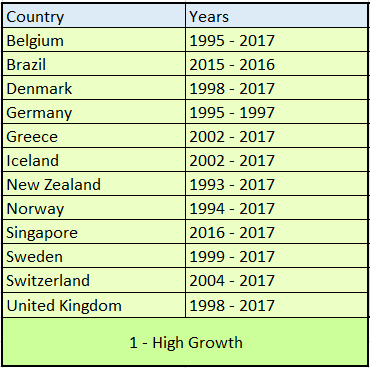 Country Years
Belgium 1995 - 2017
Brazil 2015 - 2016
Denmark 1998 - 2017
Germany 1995 - 1997
Greece 2002 - 2017
Iceland 2002 - 2017
New Zealand 1993 - 2017
Norway 1994 - 2017
Singapore 2016 - 2017
Sweden 1999 - 2017
Switzerland 2004 - 2017
United Kingdom 1998 - 2017
1 - High Growth